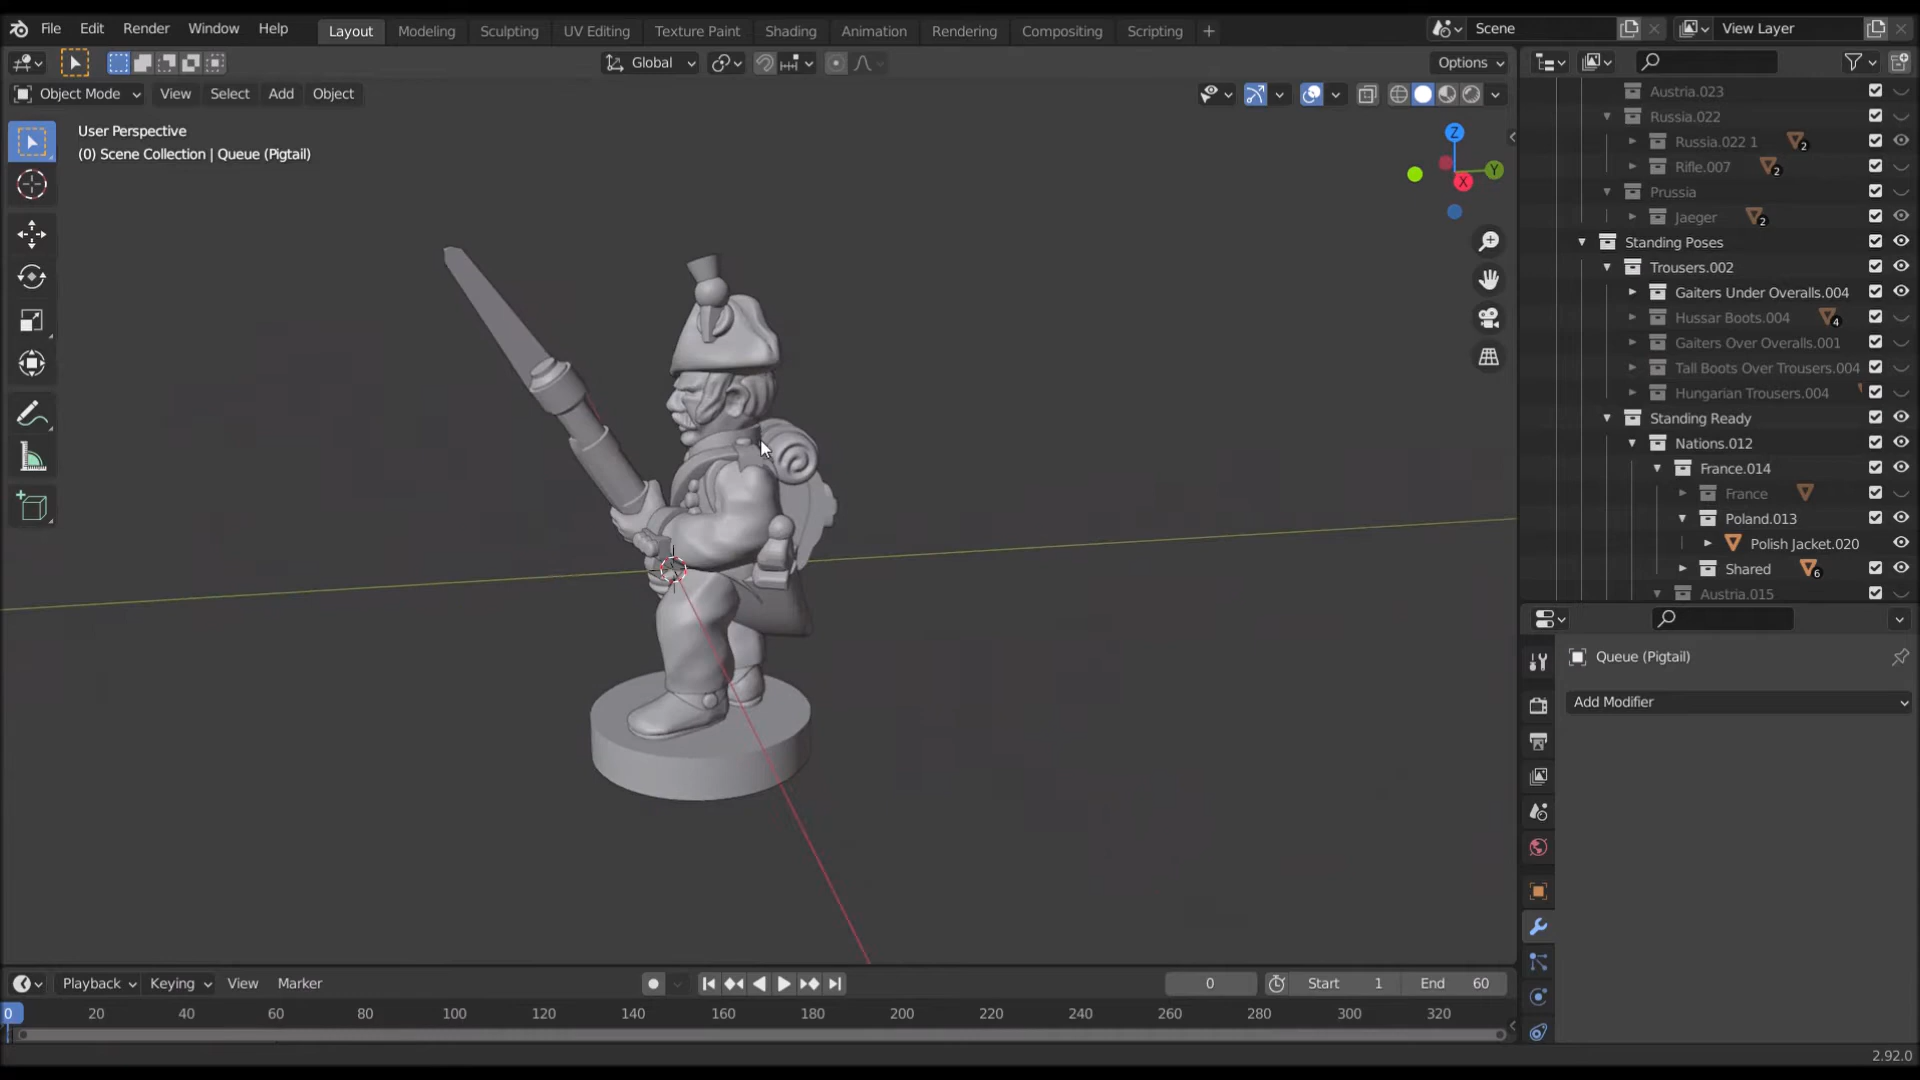 File Edit Render Window Help Layout Modeling Sculpting UV Editing Texture Paint Shading Animation Rendering Compositing Scripting + Scene View Layer
Global Options
Object Mode View Select Add Object
User Perspective
(0) Scene Collection | Queue (Pigtail)
Z
Y
X
Austria.023
Russia.022
Russia.022 1 2
Rifle.007 2
Prussia
Jaeger 2
Standing Poses
Trousers.002
Gaiters Under Overalls.004
Hussar Boots.004 4
Gaiters Over Overalls.001
Tall Boots Over Trousers.004
Hungarian Trousers.004
Standing Ready
Nations.012
France.014
France
Poland.013
Polish Jacket.020
Shared 6
Austria.015
Queue (Pigtail)
Add Modifier
Playback Keying View Marker 0 Start 1 End 60
0 20 40 60 80 100 120 140 160 180 200 220 240 260 280 300 320
2.92.0